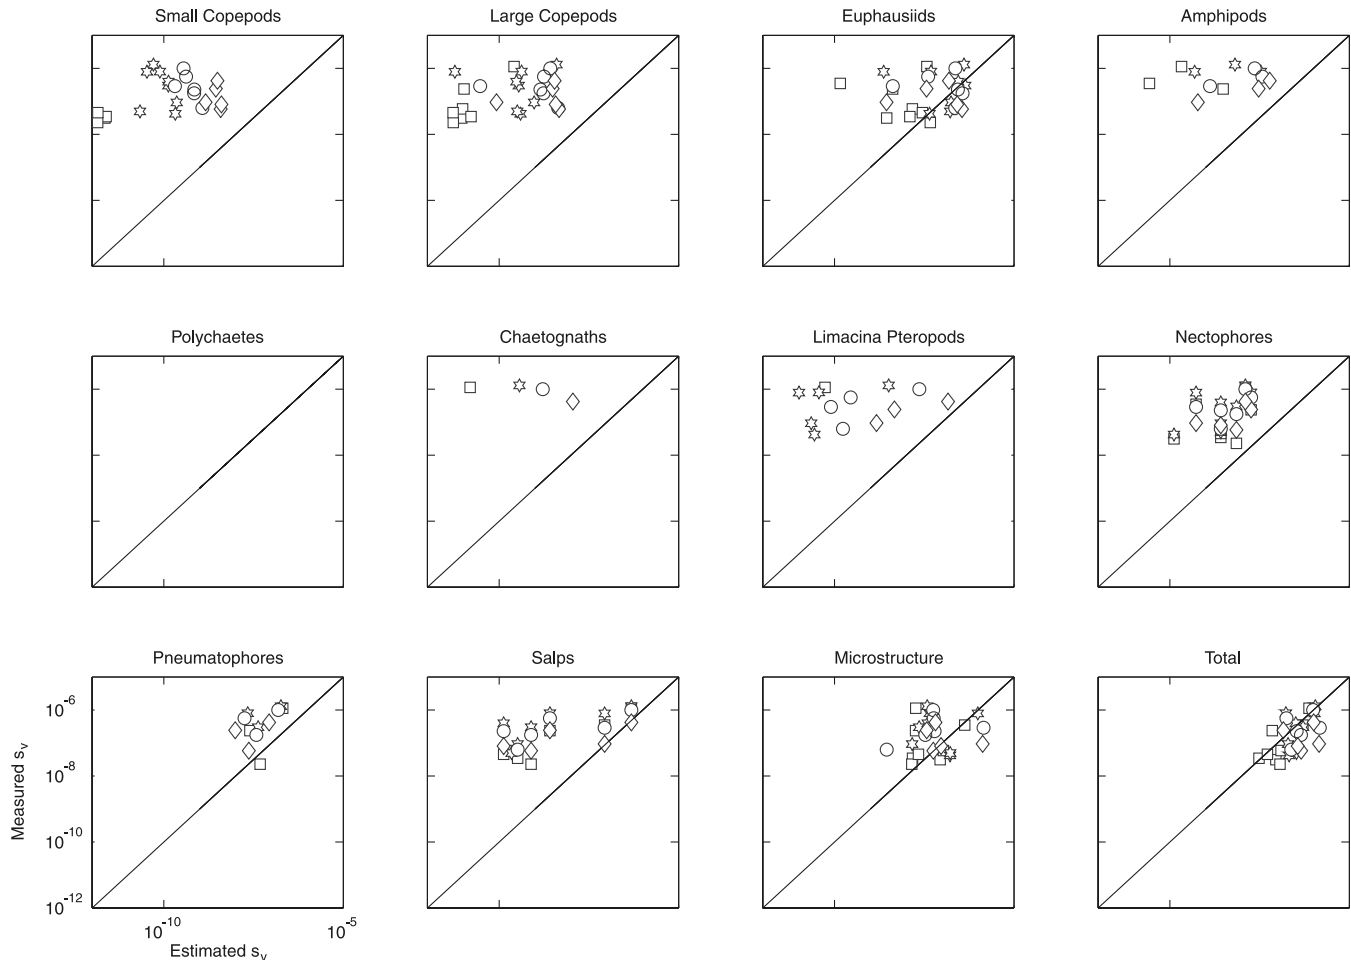 Small Copepods
Large Copepods
Euphausiids
Amphipods
Polychaetes
Chaetognaths
Limacina Pteropods
Nectophores
Pneumatophores
Salps
Microstructure
Total
Measured s_v
10^-6
10^-8
10^-10
10^-12
10^-10
10^-5
Estimated s_v